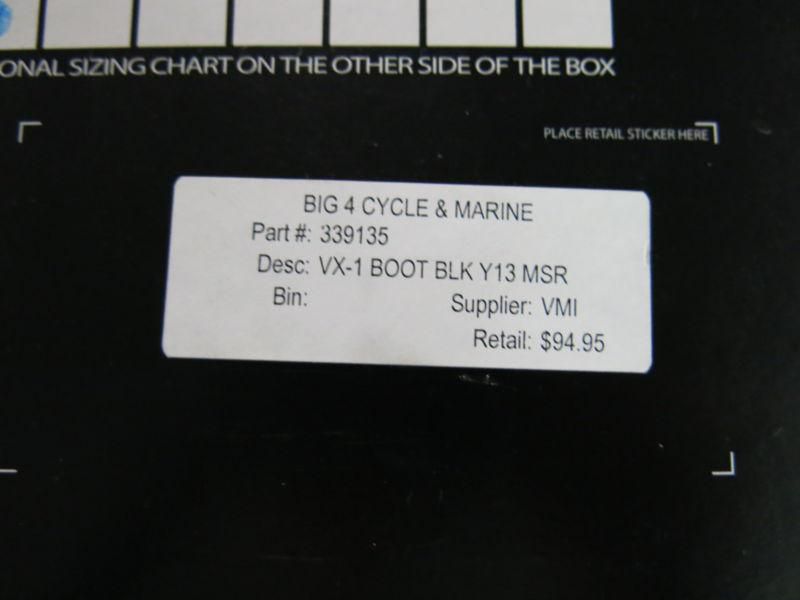 ONAL SIZING CHART ON THE OTHER SIDE OF THE BOX
PLACE RETAIL STICKER HERE
BIG 4 CYCLE & MARINE
Part #: 339135
Desc: VX-1 BOOT BLK Y13 MSR
Bin: Supplier: VMI
Retail: $94.95